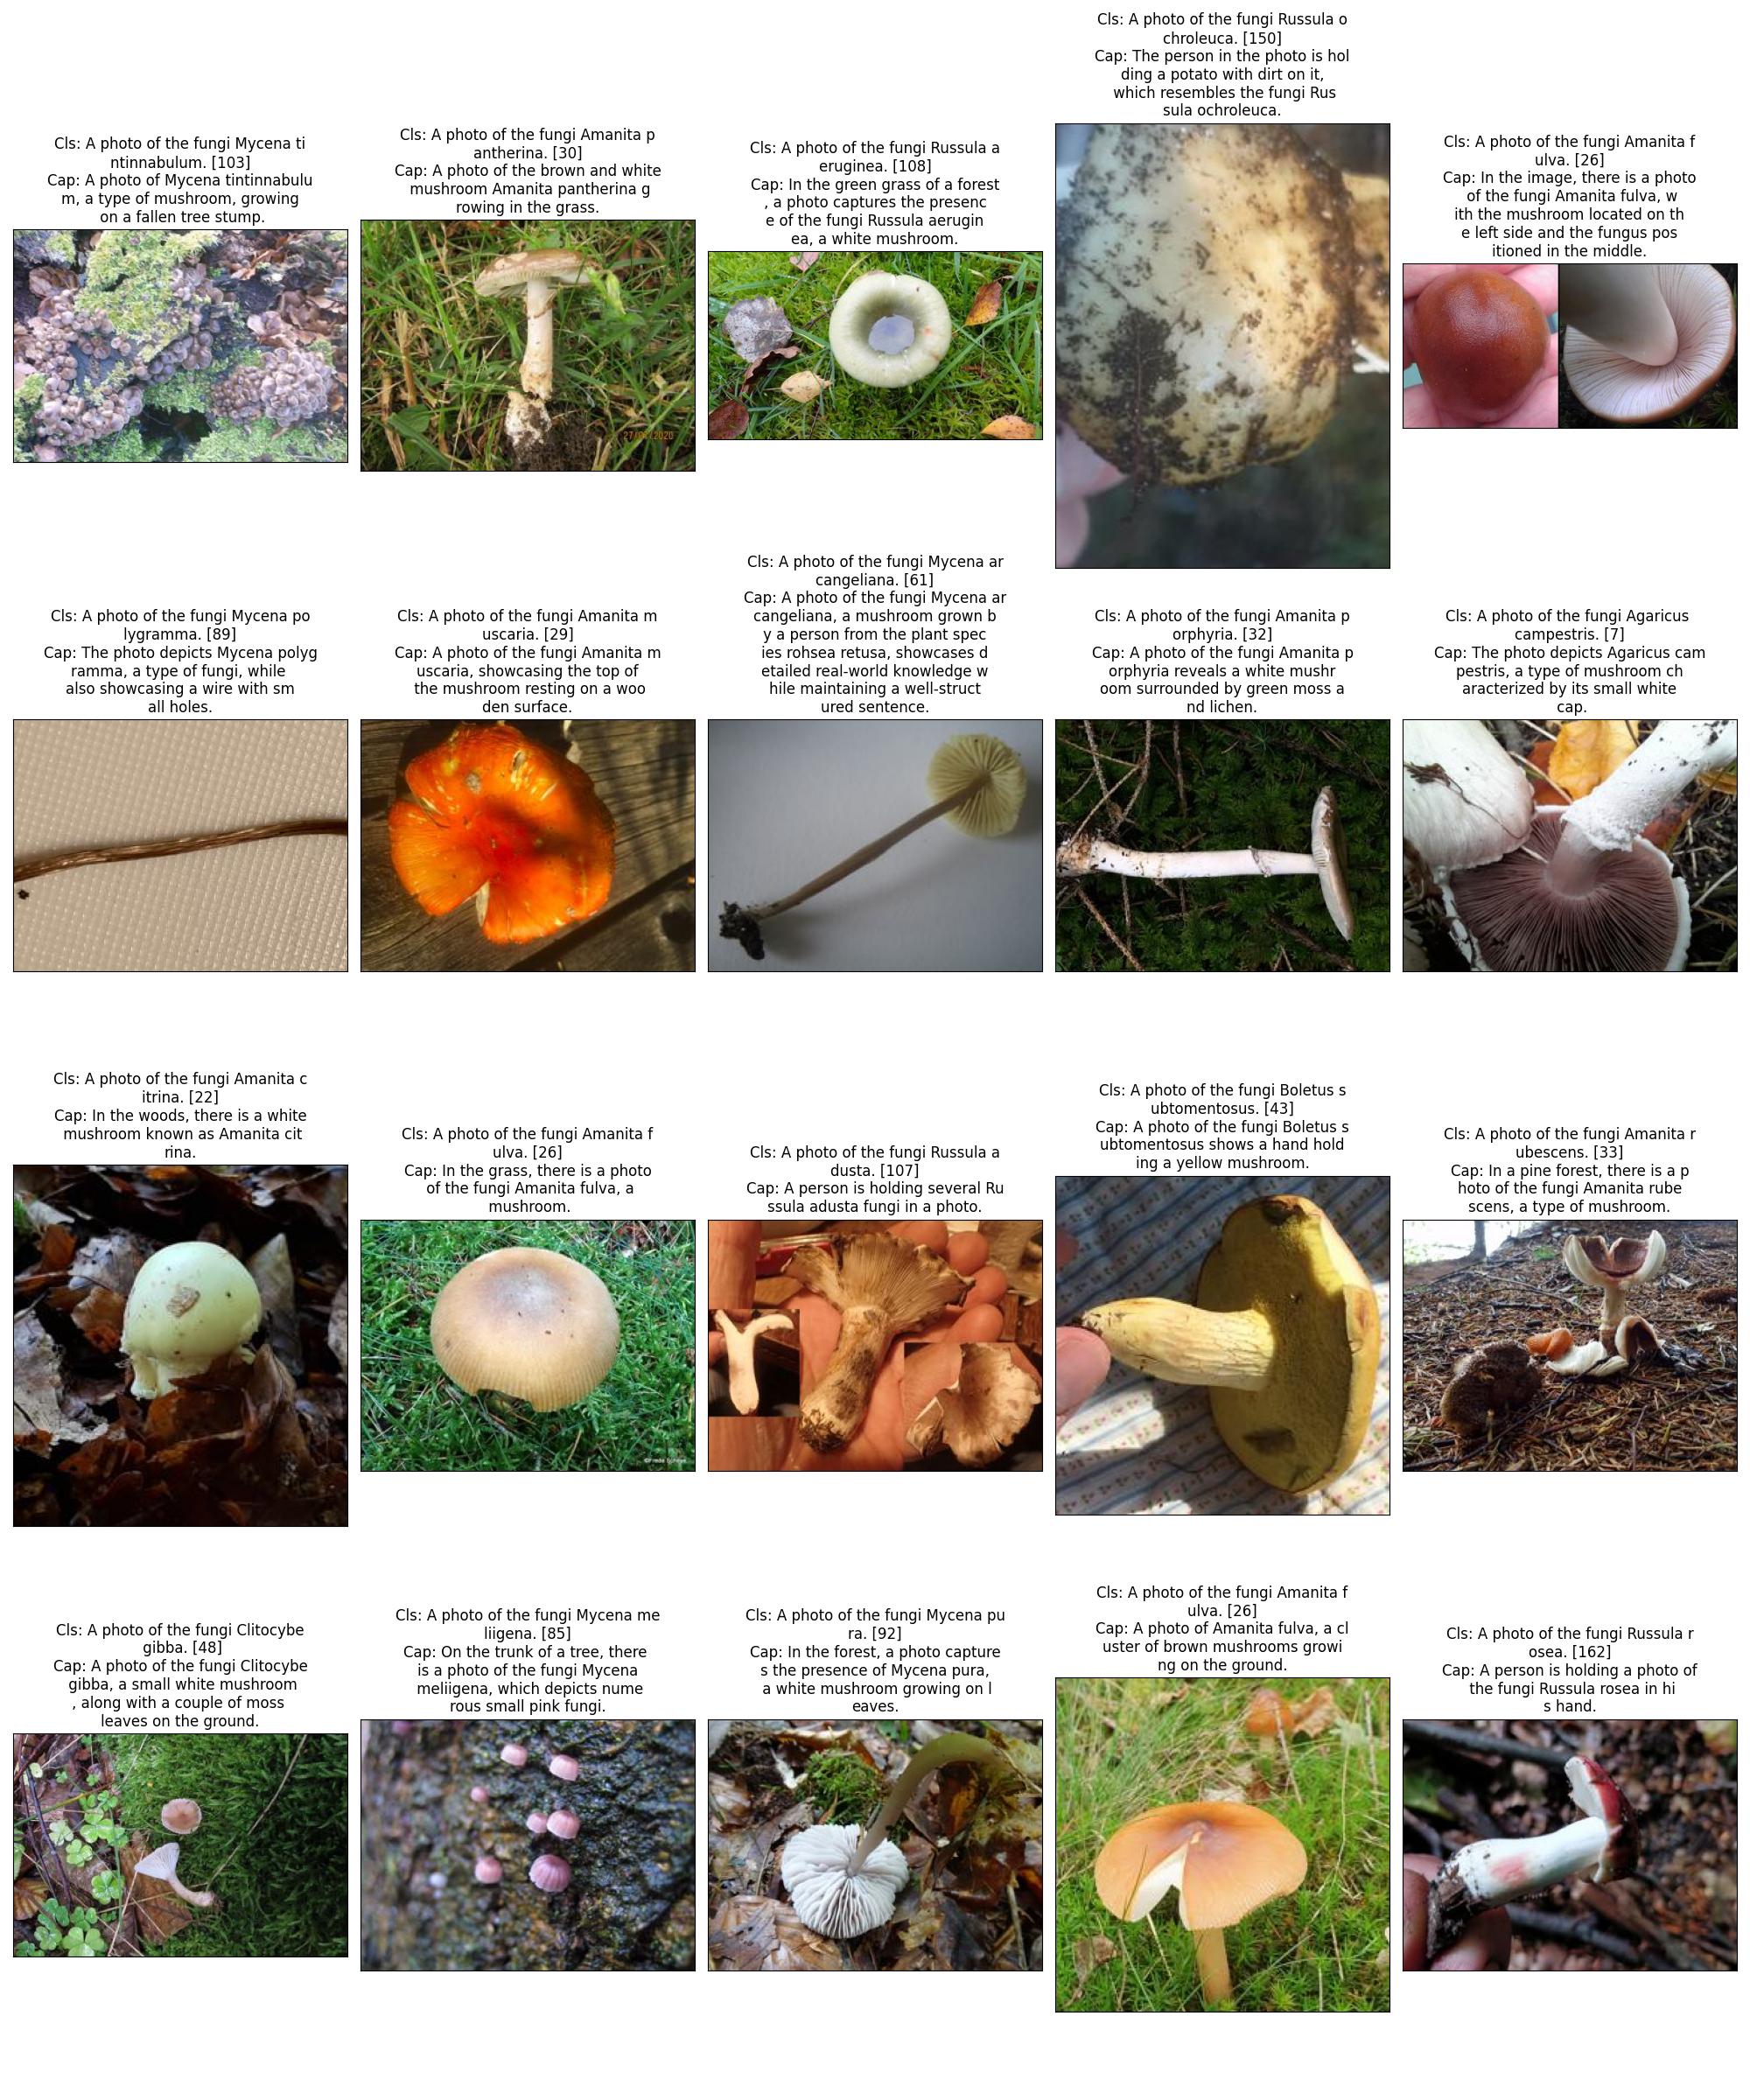 Cls: A photo of the fungi Mycena ti
ntinnabulum. [103]
Cap: A photo of Mycena tintinnabulu
m, a type of mushroom, growing
on a fallen tree stump.
Cls: A photo of the fungi Amanita p
antherina. [30]
Cap: A photo of the brown and white
mushroom Amanita pantherina g
rowing in the grass.
27/09/2020
Cls: A photo of the fungi Russula a
eruginea. [108]
Cap: In the green grass of a forest
, a photo captures the presenc
e of the fungi Russula aerugin
ea, a white mushroom.
Cls: A photo of the fungi Russula o
chroleuca. [150]
Cap: The person in the photo is hol
ding a potato with dirt on it,
which resembles the fungi Rus
sula ochroleuca.
Cls: A photo of the fungi Amanita f
ulva. [26]
Cap: In the image, there is a photo
of the fungi Amanita fulva, w
ith the mushroom located on th
e left side and the fungus pos
itioned in the middle.
Cls: A photo of the fungi Mycena po
lygramma. [89]
Cap: The photo depicts Mycena polyg
ramma, a type of fungi, while
also showcasing a wire with sm
all holes.
Cls: A photo of the fungi Amanita m
uscaria. [29]
Cap: A photo of the fungi Amanita m
uscaria, showcasing the top of
the mushroom resting on a woo
den surface.
Cls: A photo of the fungi Mycena ar
cangeliana. [61]
Cap: A photo of the fungi Mycena ar
cangeliana, a mushroom grown b
y a person from the plant spec
ies rohsea retusa, showcases d
etailed real-world knowledge w
hile maintaining a well-struct
ured sentence.
Cls: A photo of the fungi Amanita p
orphyria. [32]
Cap: A photo of the fungi Amanita p
orphyria reveals a white mushr
oom surrounded by green moss a
nd lichen.
Cls: A photo of the fungi Agaricus
campestris. [7]
Cap: The photo depicts Agaricus cam
pestris, a type of mushroom ch
aracterized by its small white
cap.
Cls: A photo of the fungi Amanita c
itrina. [22]
Cap: In the woods, there is a white
mushroom known as Amanita cit
rina.
Cls: A photo of the fungi Amanita f
ulva. [26]
Cap: In the grass, there is a photo
of the fungi Amanita fulva, a
mushroom.
Cls: A photo of the fungi Russula a
dusta. [107]
Cap: A person is holding several Ru
ssula adusta fungi in a photo.
Cls: A photo of the fungi Boletus s
ubtomentosus. [43]
Cap: A photo of the fungi Boletus s
ubtomentosus shows a hand hold
ing a yellow mushroom.
Cls: A photo of the fungi Amanita r
ubescens. [33]
Cap: In a pine forest, there is a p
hoto of the fungi Amanita rube
scens, a type of mushroom.
Cls: A photo of the fungi Clitocybe
gibba. [48]
Cap: A photo of the fungi Clitocybe
gibba, a small white mushroom
, along with a couple of moss
leaves on the ground.
Cls: A photo of the fungi Mycena me
liigena. [85]
Cap: On the trunk of a tree, there
is a photo of the fungi Mycena
meliigena, which depicts nume
rous small pink fungi.
Cls: A photo of the fungi Mycena pu
ra. [92]
Cap: In the forest, a photo capture
s the presence of Mycena pura,
a white mushroom growing on l
eaves.
Cls: A photo of the fungi Amanita f
ulva. [26]
Cap: A photo of Amanita fulva, a cl
uster of brown mushrooms growi
ng on the ground.
Cls: A photo of the fungi Russula r
osea. [162]
Cap: A person is holding a photo of
the fungi Russula rosea in hi
s hand.